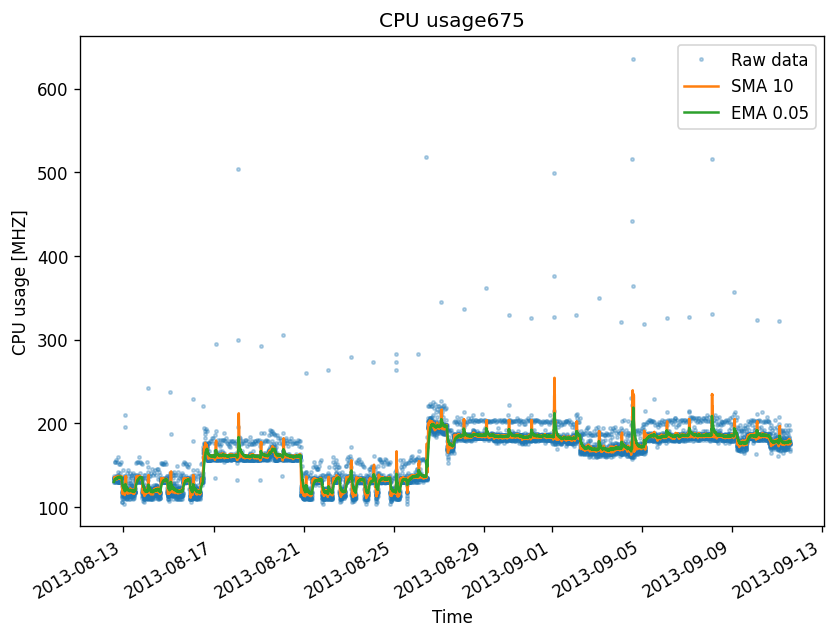 CPU usage675
Raw data
SMA 10
EMA 0.05
600
500
400
300
200
100
CPU usage [MHZ]
2013-08-13
2013-08-17
2013-08-21
2013-08-25
2013-08-29
2013-09-01
2013-09-05
2013-09-09
2013-09-13
Time